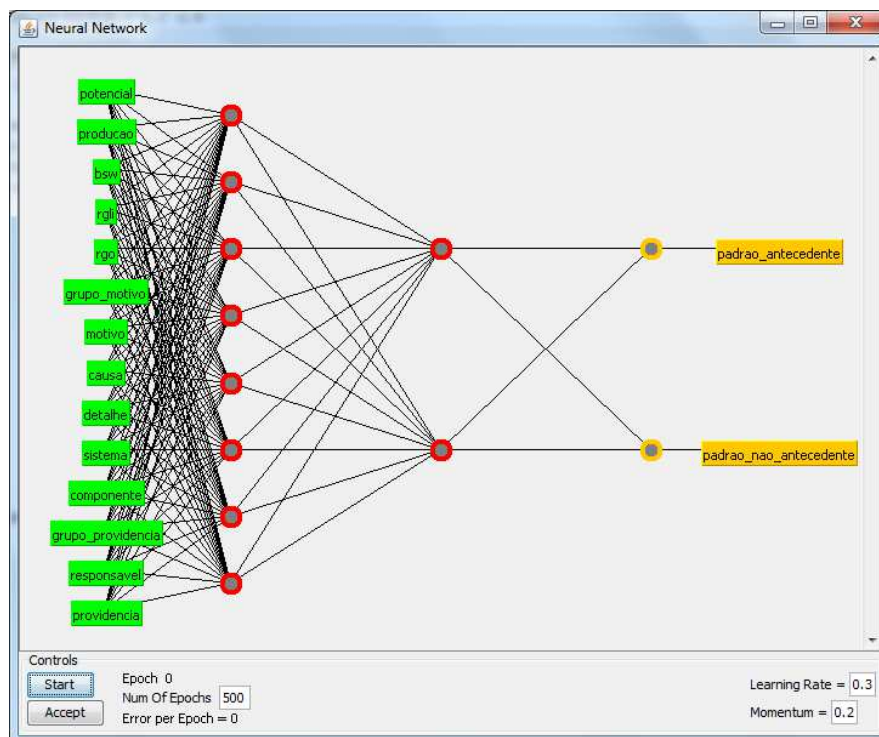 Neural Network
potencial
producao
bsw
rgli
rgo
grupo_motivo
motivo
causa
detalhe
sistema
componente
grupo_providencia
responsavel
providencia
padrao_antecedente
padrao_nao_antecedente
Controls
Start
Accept
Epoch 0
Num Of Epochs 500
Error per Epoch = 0
Learning Rate = 0.3
Momentum = 0.2